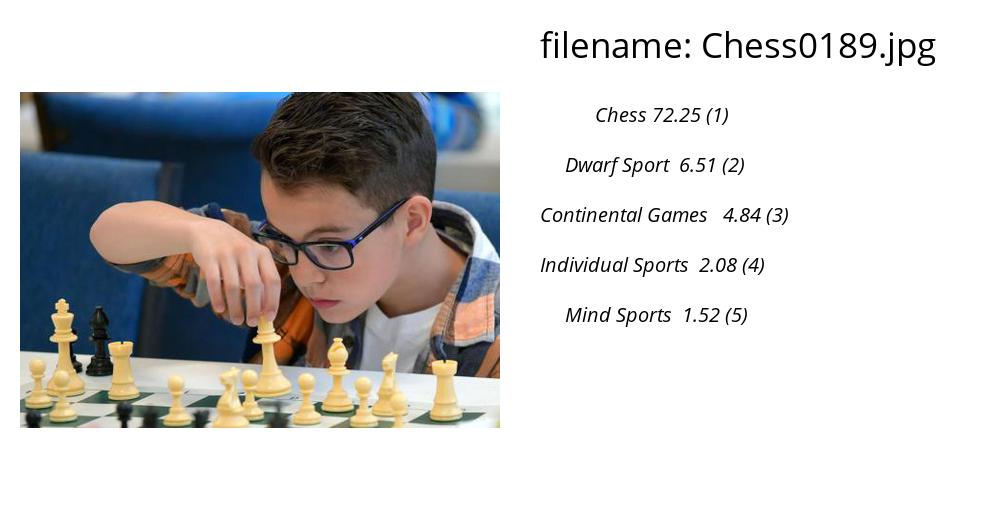 filename: Chess0189.jpg
Chess 72.25 (1)
Dwarf Sport 6.51 (2)
Continental Games 4.84 (3)
Individual Sports 2.08 (4)
Mind Sports 1.52 (5)